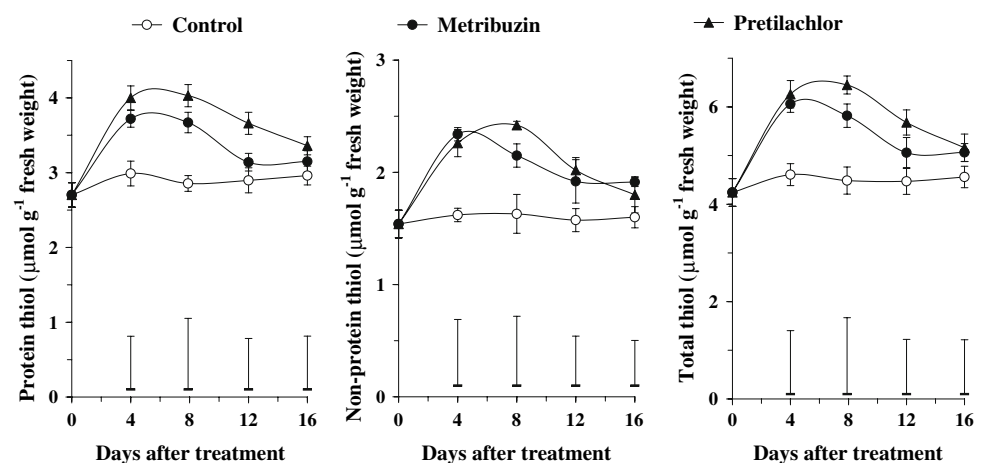 Control Metribuzin Pretilachlor
Protein thiol (μmol g⁻¹ fresh weight)
4
3
2
1
0
0 4 8 12 16
Days after treatment
Non-protein thiol (μmol g⁻¹ fresh weight)
3
2
1
0
0 4 8 12 16
Days after treatment
Total thiol (μmol g⁻¹ fresh weight)
6
4
2
0
0 4 8 12 16
Days after treatment